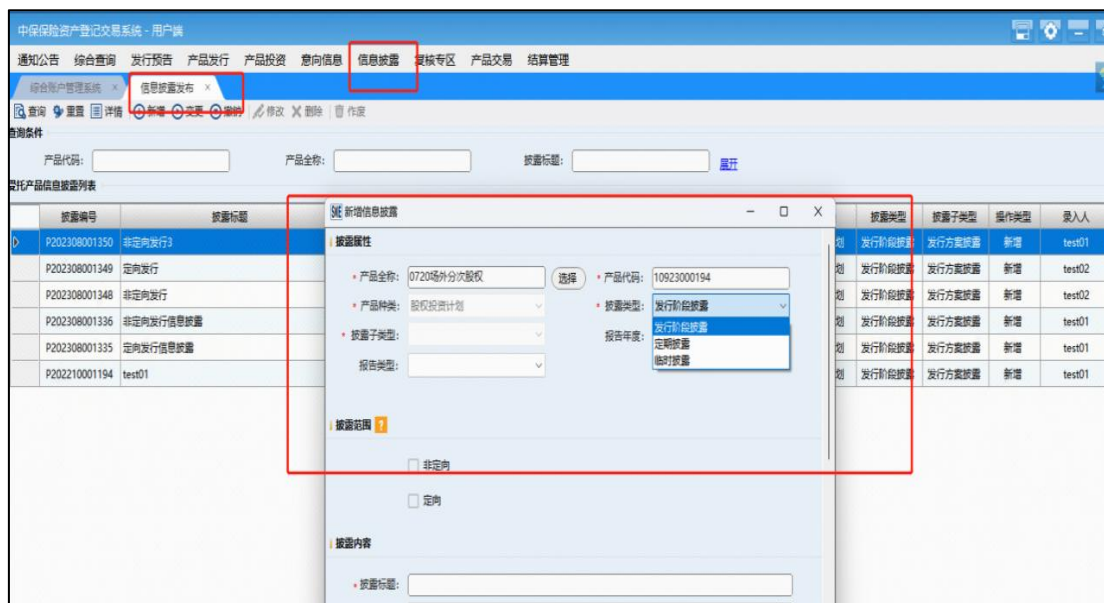 中保保险资产登记交易系统 - 用户端
通知公告 综合查询 发行预告 产品发行 产品投资 意向信息 信息披露 复核专区 产品交易 结算管理
综合账户管理系统 × 信息披露发布 ×
查询 重置 详情 新增 变更 撤销 修改 删除 作废
查询条件
产品代码: 产品全称: 披露标题: 展开
受托产品信息披露列表
披露编号 披露标题 披露类型 披露子类型 操作类型 录入人
P202308001350 非定向发行3 划 发行阶段披露 发行方案披露 新增 test01
P202308001349 定向发行 划 发行阶段披露 发行方案披露 新增 test02
P202308001348 非定向发行 划 发行阶段披露 发行方案披露 新增 test02
P202308001336 非定向发行信息披露 划 发行阶段披露 发行方案披露 新增 test01
P202308001335 定向发行信息披露 划 发行阶段披露 发行方案披露 新增 test01
P202210001194 test01 划 发行阶段披露 发行方案披露 新增 test01
新增信息披露
披露属性
* 产品全称: 0720场外分次股权 选择 * 产品代码: 10923000194
* 产品种类: 股权投资计划 * 披露类型: 发行阶段披露
发行阶段披露
* 披露子类型: 报告年度: 定期披露
临时披露
报告类型:
披露范围 ?
非定向
定向
披露内容
* 披露标题: